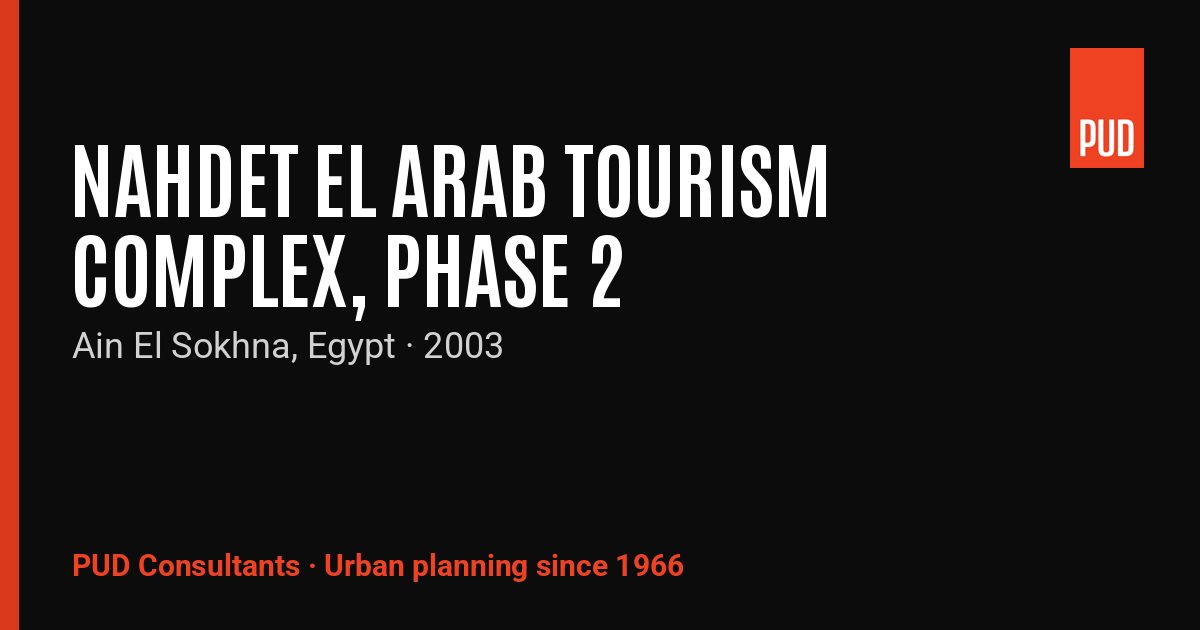 PUD
NAHDET EL ARAB TOURISM
COMPLEX, PHASE 2
Ain El Sokhna, Egypt · 2003
PUD Consultants · Urban planning since 1966